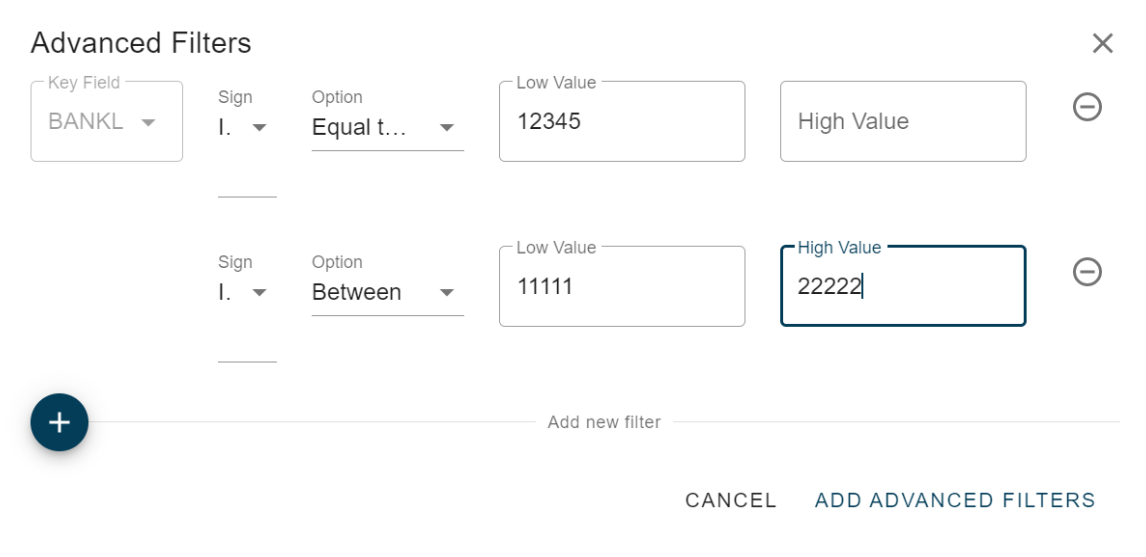 Advanced Filters
Key Field
BANKL
Sign
I.
Option
Equal t...
Low Value
12345
High Value
Sign
I.
Option
Between
Low Value
11111
High Value
22222
Add new filter
CANCEL
ADD ADVANCED FILTERS